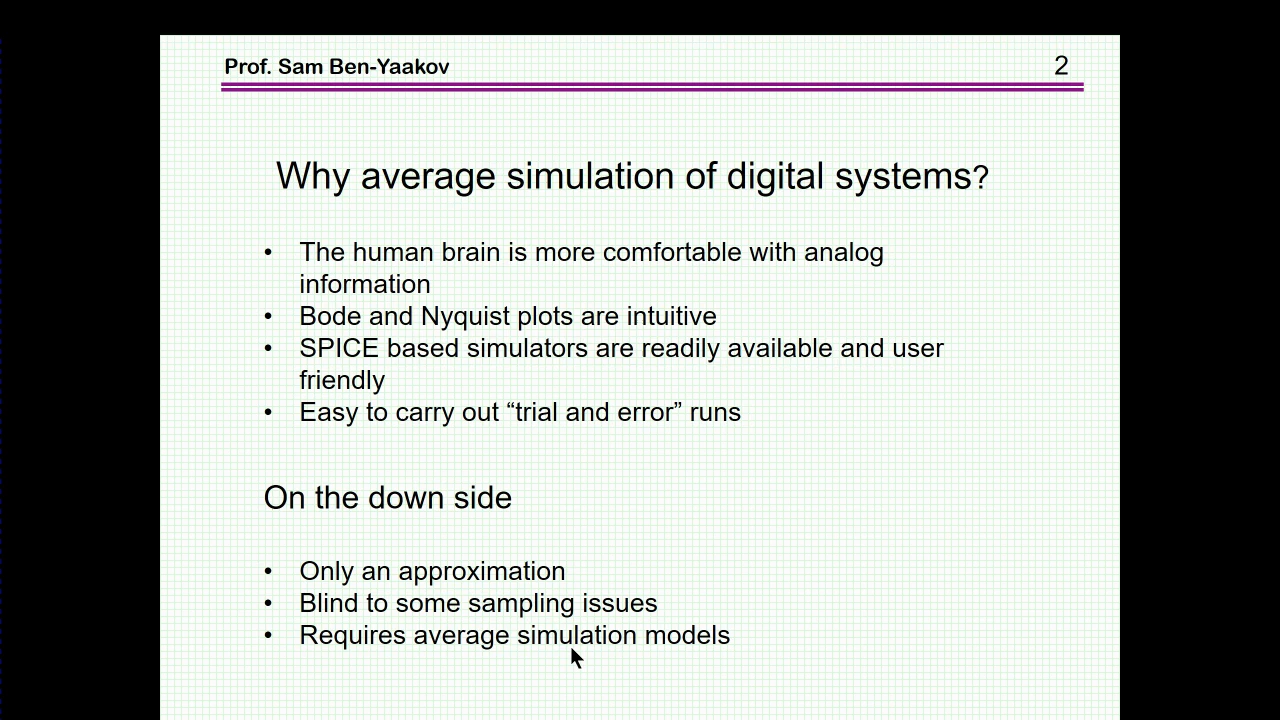 Prof. Sam Ben-Yaakov
2
Why average simulation of digital systems?
• The human brain is more comfortable with analog
information
• Bode and Nyquist plots are intuitive
• SPICE based simulators are readily available and user
friendly
• Easy to carry out “trial and error” runs
On the down side
• Only an approximation
• Blind to some sampling issues
• Requires average simulation models